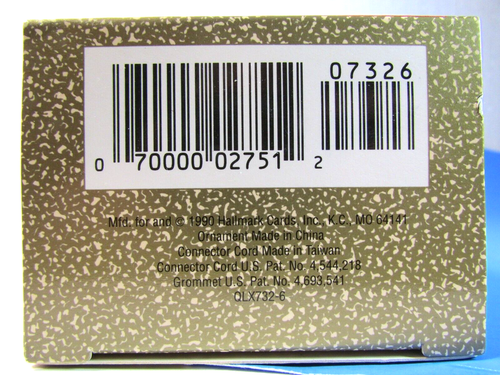 07326
0 70000 02751 2
Mfd. for and © 1990 Hallmark Cards, Inc., K.C., MO 64141
Ornament Made in China
Connector Cord Made in Taiwan
Connector Cord U.S. Pat. No. 4,544,218
Grommet U.S. Pat. No. 4,693,541
QLX732-6